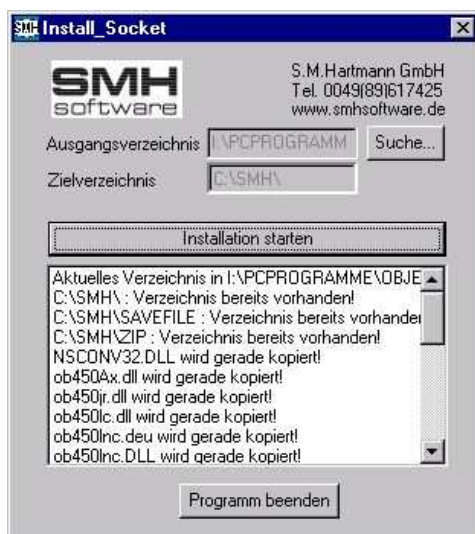 Install_Socket
SMH
software
S.M.Hartmann GmbH
Tel. 0049(89)617425
www.smhsoftware.de
Ausgangsverzeichnis I:\PCPROGRAMM Suche...
Zielverzeichnis C:\SMH\
Installation starten
Aktuelles Verzeichnis in I:\PCPROGRAMME\OBJE
C:\SMH\ : Verzeichnis bereits vorhanden!
C:\SMH\SAVEFILE : Verzeichnis bereits vorhanden
C:\SMH\ZIP : Verzeichnis bereits vorhanden!
NSCONV32.DLL wird gerade kopiert!
ob450Ax.dll wird gerade kopiert!
ob450jr.dll wird gerade kopiert!
ob450lc.dll wird gerade kopiert!
ob450lnc.deu wird gerade kopiert!
ob450lnc.DLL wird gerade kopiert!
Programm beenden